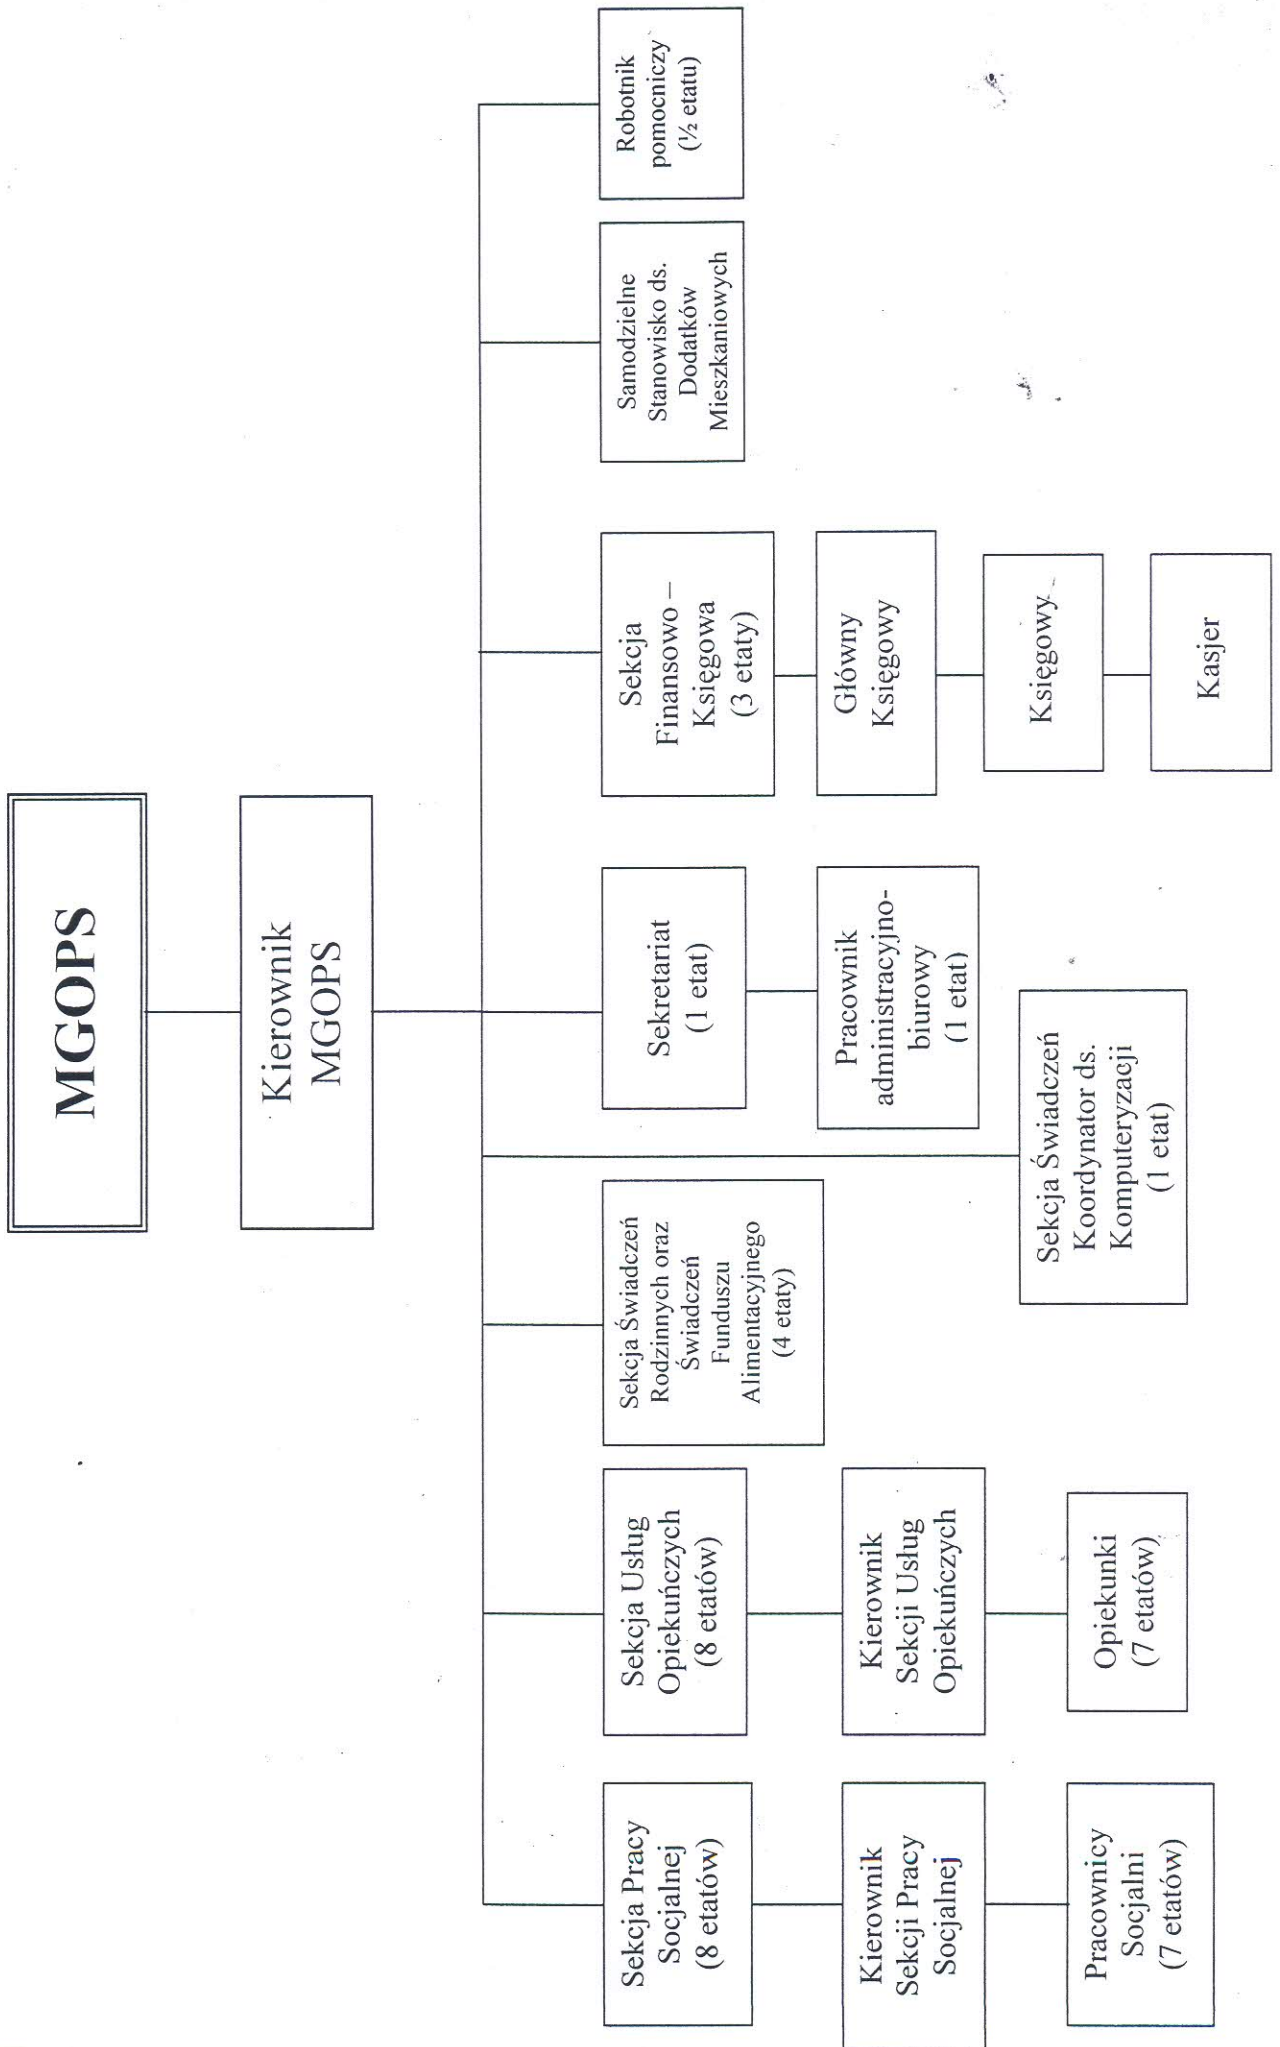 MGOPS
Kierownik
MGOPS
Sekcja Pracy
Socjalnej
(8 etatów)
Kierownik
Sekcji Pracy
Socjalnej
Pracownicy
Socjalni
(7 etatów)
Sekcja Usług
Opiekuńczych
(8 etatów)
Kierownik
Sekcji Usług
Opiekuńczych
Opiekunki
(7 etatów)
Sekcja Świadczeń
Rodzinnych oraz
Świadczeń
Funduszu
Alimentacyjnego
(4 etaty)
Sekcja Świadczeń
Koordynator ds.
Komputeryzacji
(1 etat)
Sekretariat
(1 etat)
Pracownik
administracyjno-
biurowy
(1 etat)
Sekcja
Finansowo –
Księgowa
(3 etaty)
Główny
Księgowy
Księgowy
Kasjer
Samodzielne
Stanowisko ds.
Dodatków
Mieszkaniowych
Robotnik
pomocniczy
(½ etatu)